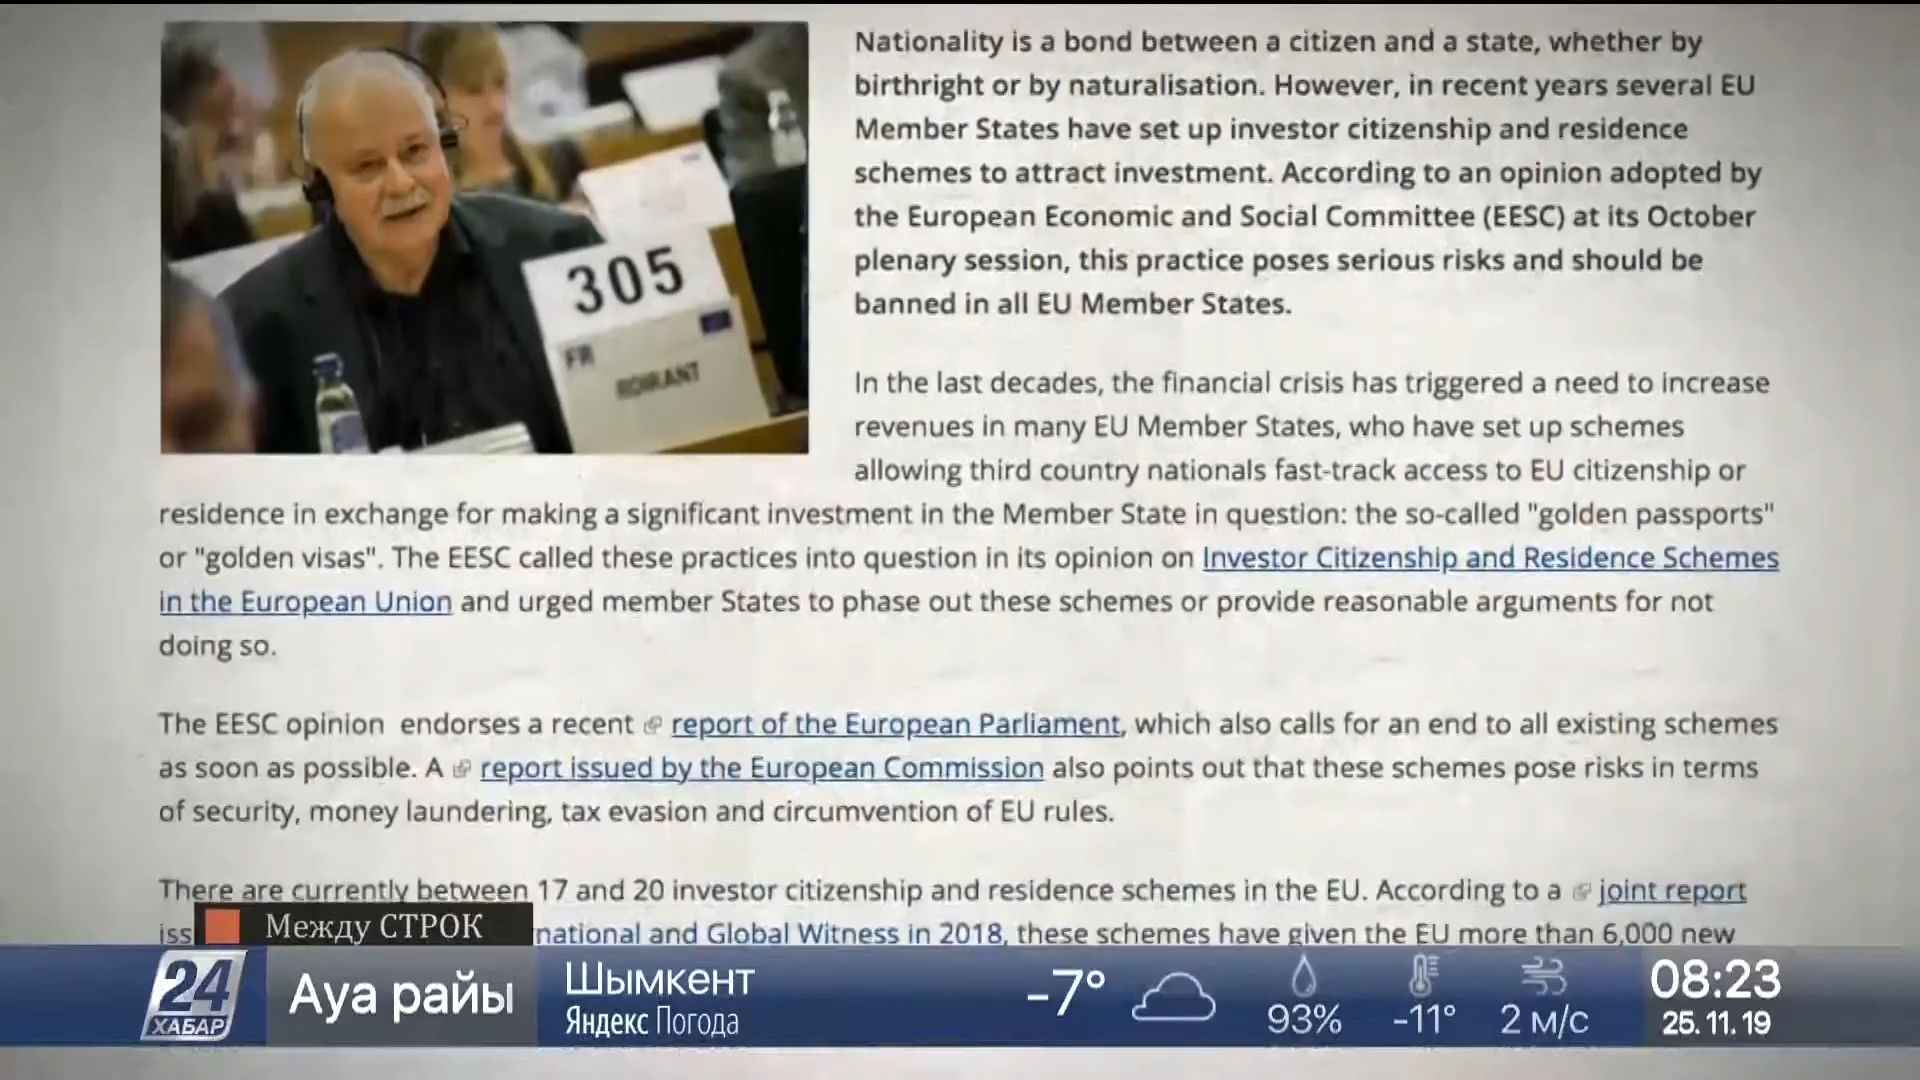 Nationality is a bond between a citizen and a state, whether by
birthright or by naturalisation. However, in recent years several EU
Member States have set up investor citizenship and residence
schemes to attract investment. According to an opinion adopted by
the European Economic and Social Committee (EESC) at its October
plenary session, this practice poses serious risks and should be
banned in all EU Member States.
305
FR
ROIRANT
In the last decades, the financial crisis has triggered a need to increase
revenues in many EU Member States, who have set up schemes
allowing third country nationals fast-track access to EU citizenship or
residence in exchange for making a significant investment in the Member State in question: the so-called "golden passports"
or "golden visas". The EESC called these practices into question in its opinion on Investor Citizenship and Residence Schemes
in the European Union and urged member States to phase out these schemes or provide reasonable arguments for not
doing so.
The EESC opinion endorses a recent report of the European Parliament, which also calls for an end to all existing schemes
as soon as possible. A report issued by the European Commission also points out that these schemes pose risks in terms
of security, money laundering, tax evasion and circumvention of EU rules.
There are currently between 17 and 20 investor citizenship and residence schemes in the EU. According to a joint report
iss national and Global Witness in 2018, these schemes have given the EU more than 6,000 new
Между СТРОК
24
ХАБАР
Ауа райы
Шымкент
Яндекс Погода
-7°
93%
-11°
2 м/с
08:23
25.11.19